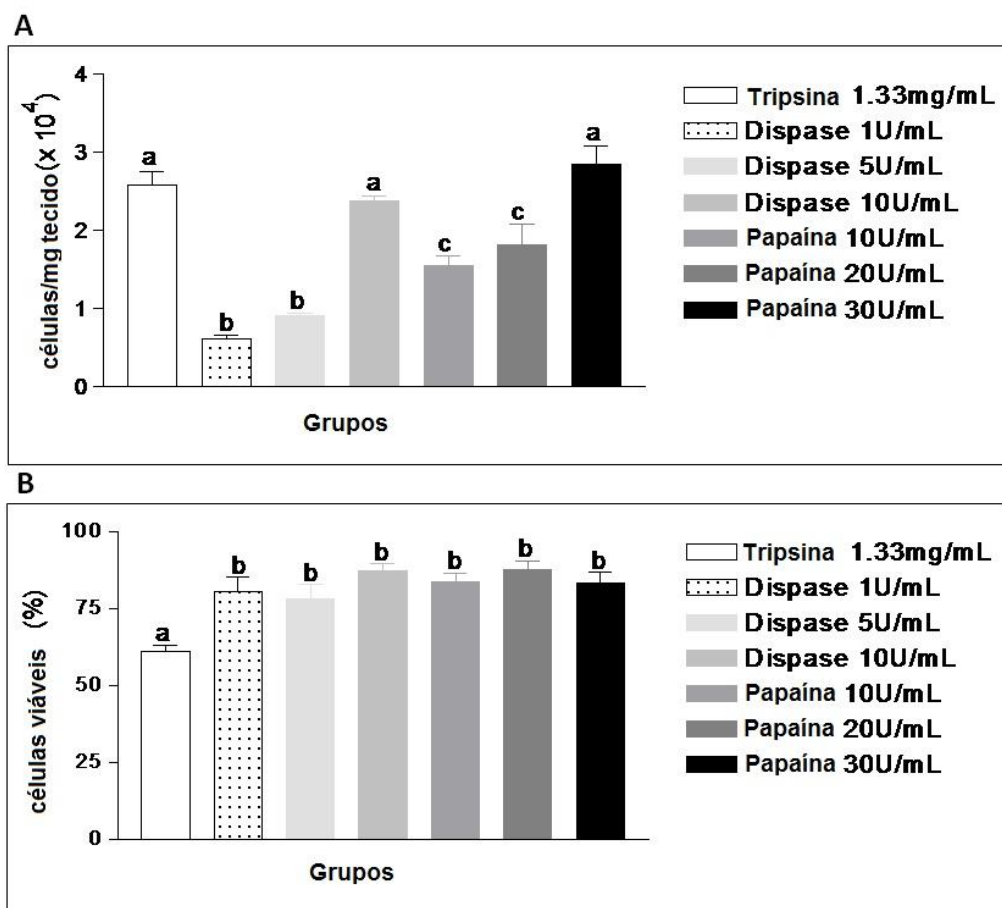 A
células/mg tecido (x 10⁴)
4
3
2
1
0
a
b
b
a
c
c
a
Grupos
Tripsina 1.33mg/mL
Dispase 1U/mL
Dispase 5U/mL
Dispase 10U/mL
Papaína 10U/mL
Papaína 20U/mL
Papaína 30U/mL
B
células viáveis (%)
100
75
50
25
0
a
b
b
b
b
b
b
Grupos
Tripsina 1.33mg/mL
Dispase 1U/mL
Dispase 5U/mL
Dispase 10U/mL
Papaína 10U/mL
Papaína 20U/mL
Papaína 30U/mL